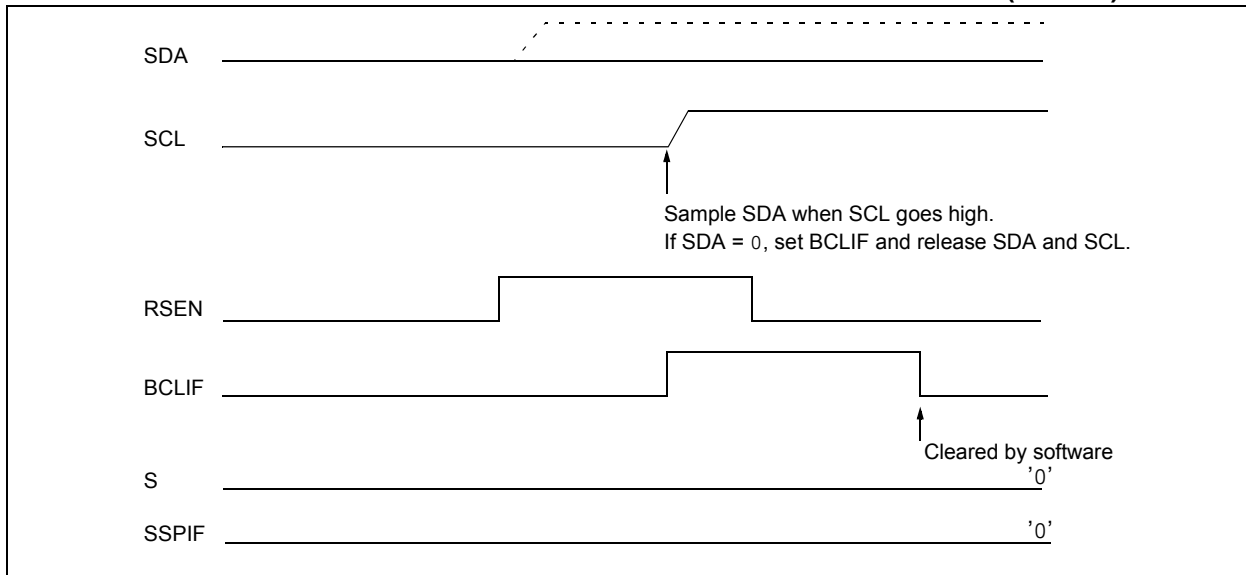 SDA
SCL
Sample SDA when SCL goes high.
If SDA = 0, set BCLIF and release SDA and SCL.
RSEN
BCLIF
Cleared by software
S
'0'
SSPIF
'0'